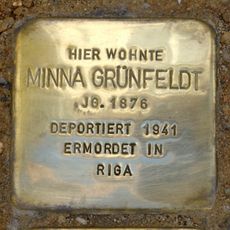 HIER WOHNTE
MINNA GRÜNFELDT
JG. 1876
DEPORTIERT 1941
ERMORDET IN
RIGA